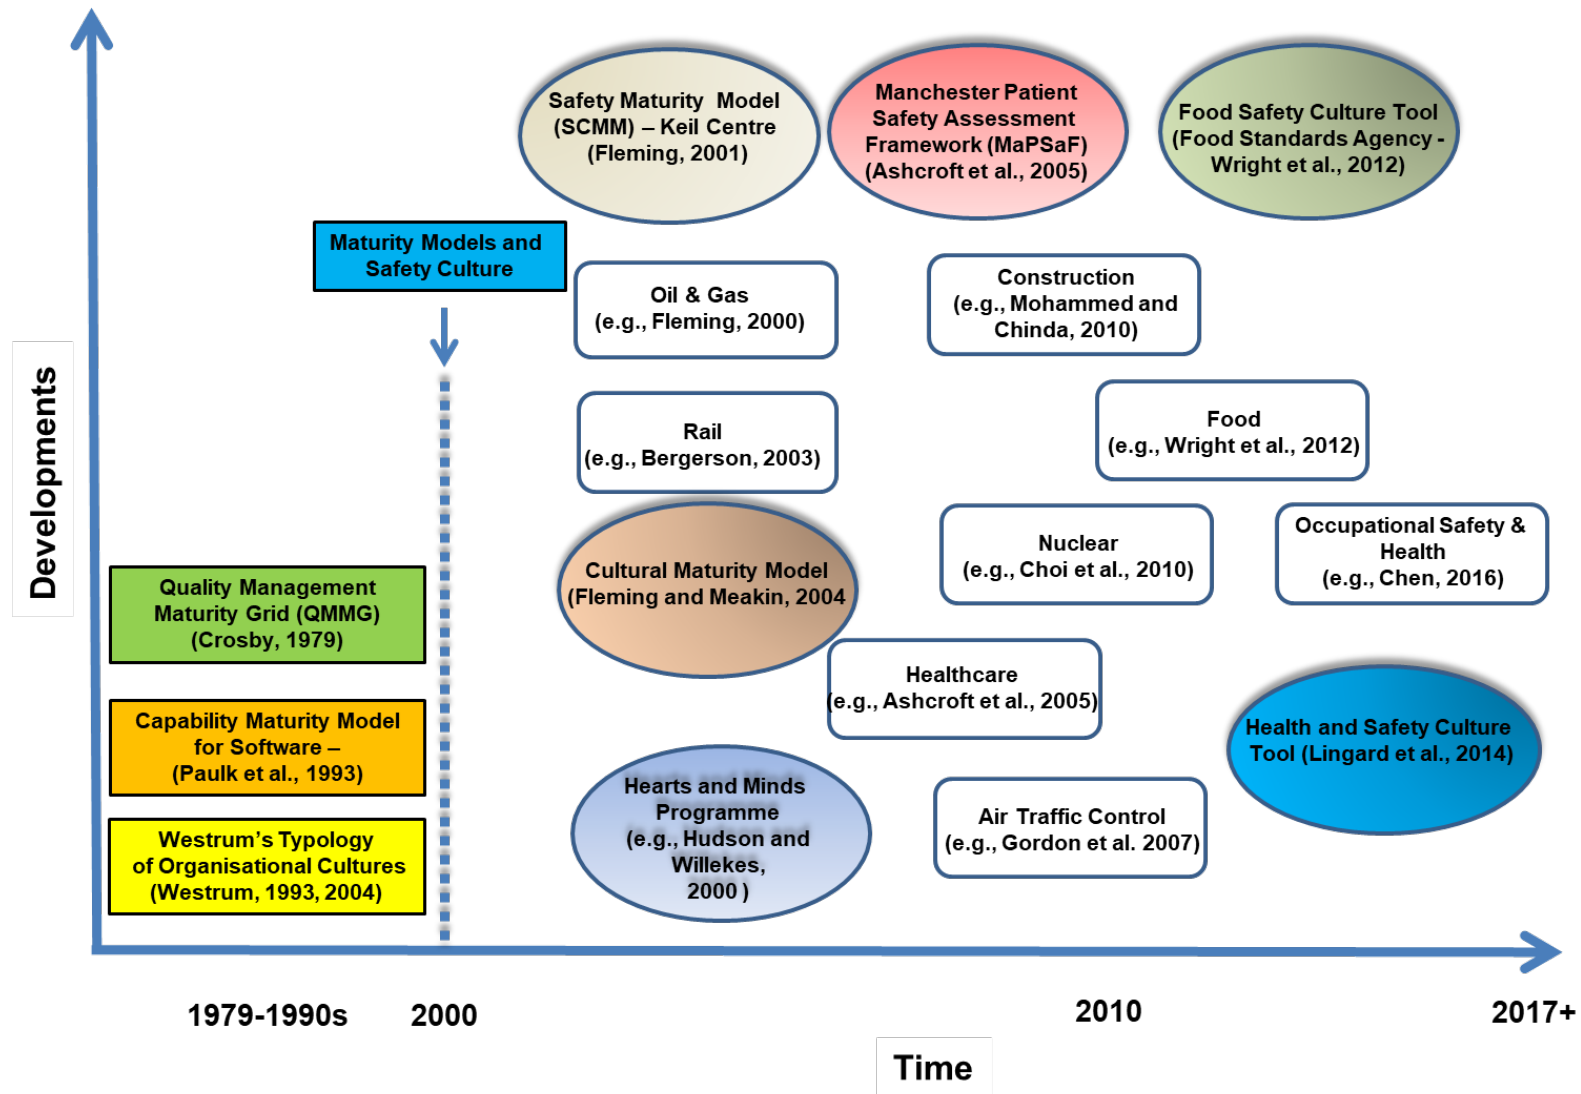 Safety Maturity Model
(SCMM) – Keil Centre
(Fleming, 2001)
Manchester Patient
Safety Assessment
Framework (MaPSaF)
(Ashcroft et al., 2005)
Food Safety Culture Tool
(Food Standards Agency -
Wright et al., 2012)
Maturity Models and
Safety Culture
Oil & Gas
(e.g., Fleming, 2000)
Construction
(e.g., Mohammed and
Chinda, 2010)
Rail
(e.g., Bergerson, 2003)
Food
(e.g., Wright et al., 2012)
Developments
Quality Management
Maturity Grid (QMMG)
(Crosby, 1979)
Cultural Maturity Model
(Fleming and Meakin, 2004
Nuclear
(e.g., Choi et al., 2010)
Occupational Safety &
Health
(e.g., Chen, 2016)
Capability Maturity Model
for Software –
(Paulk et al., 1993)
Healthcare
(e.g., Ashcroft et al., 2005)
Health and Safety Culture
Tool (Lingard et al., 2014)
Westrum’s Typology
of Organisational Cultures
(Westrum, 1993, 2004)
Hearts and Minds
Programme
(e.g., Hudson and
Willekes,
2000 )
Air Traffic Control
(e.g., Gordon et al. 2007)
1979-1990s
2000
2010
2017+
Time